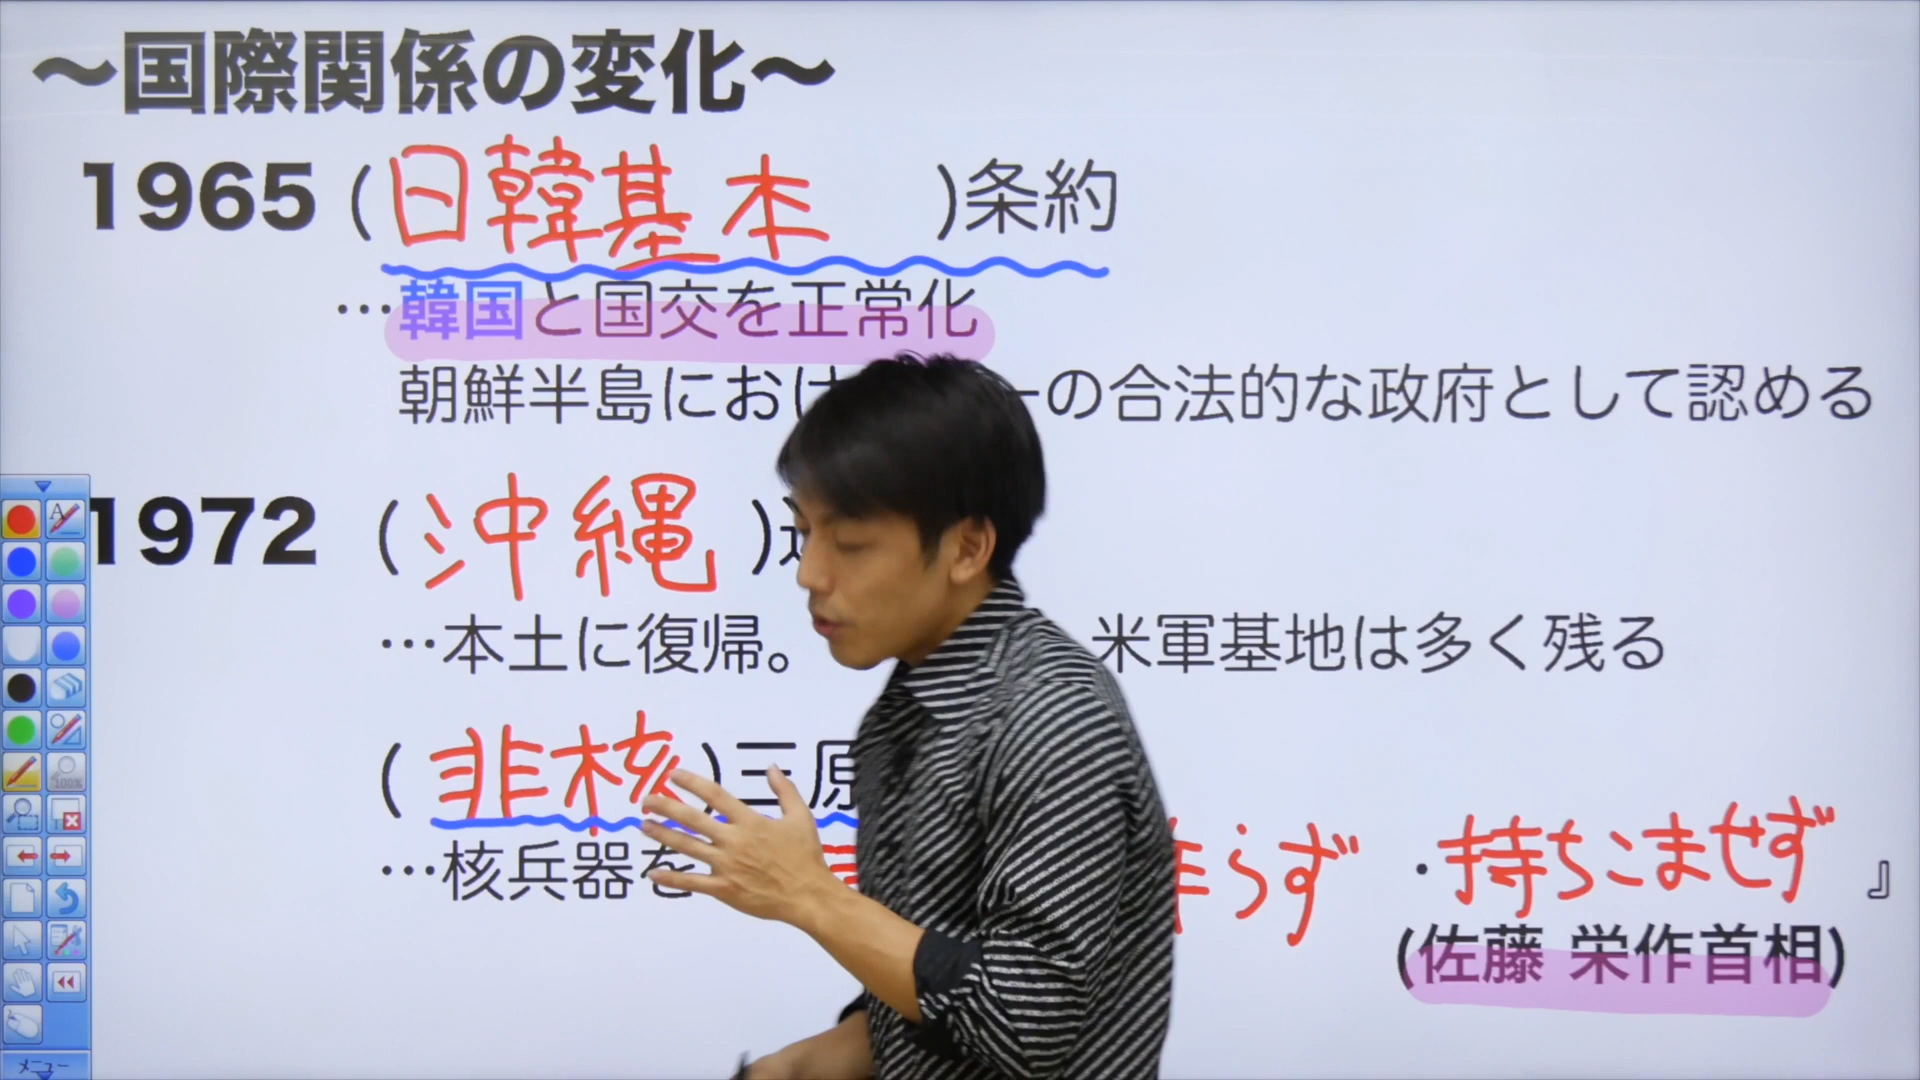 ～国際関係の変化～
1965 (日韓基本 )条約
…韓国と国交を正常化
朝鮮半島におけ 一の合法的な政府として認める
1972 (沖縄 )
…本土に復帰。 米軍基地は多く残る
(非核)三原
…核兵器を 作らず ・持ちこませず 』
(佐藤 栄作首相)
A
100%
メニュー